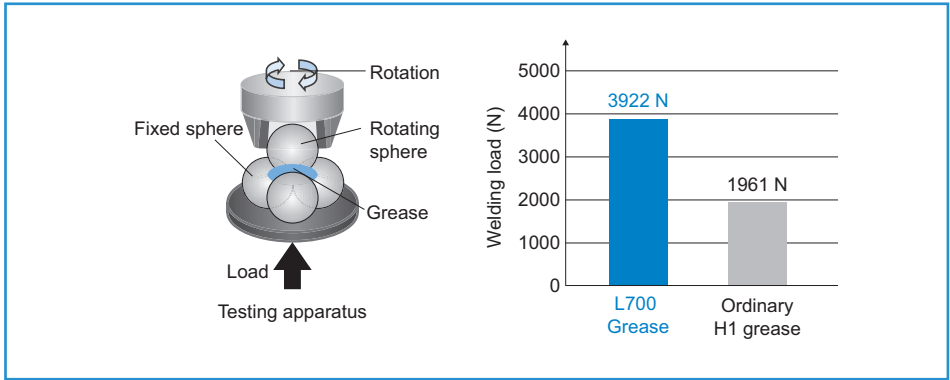 Rotation
Fixed sphere
Rotating
sphere
Grease
Load
Testing apparatus
Welding load (N)
5000
4000
3000
2000
1000
0
3922 N
1961 N
L700
Grease
Ordinary
H1 grease